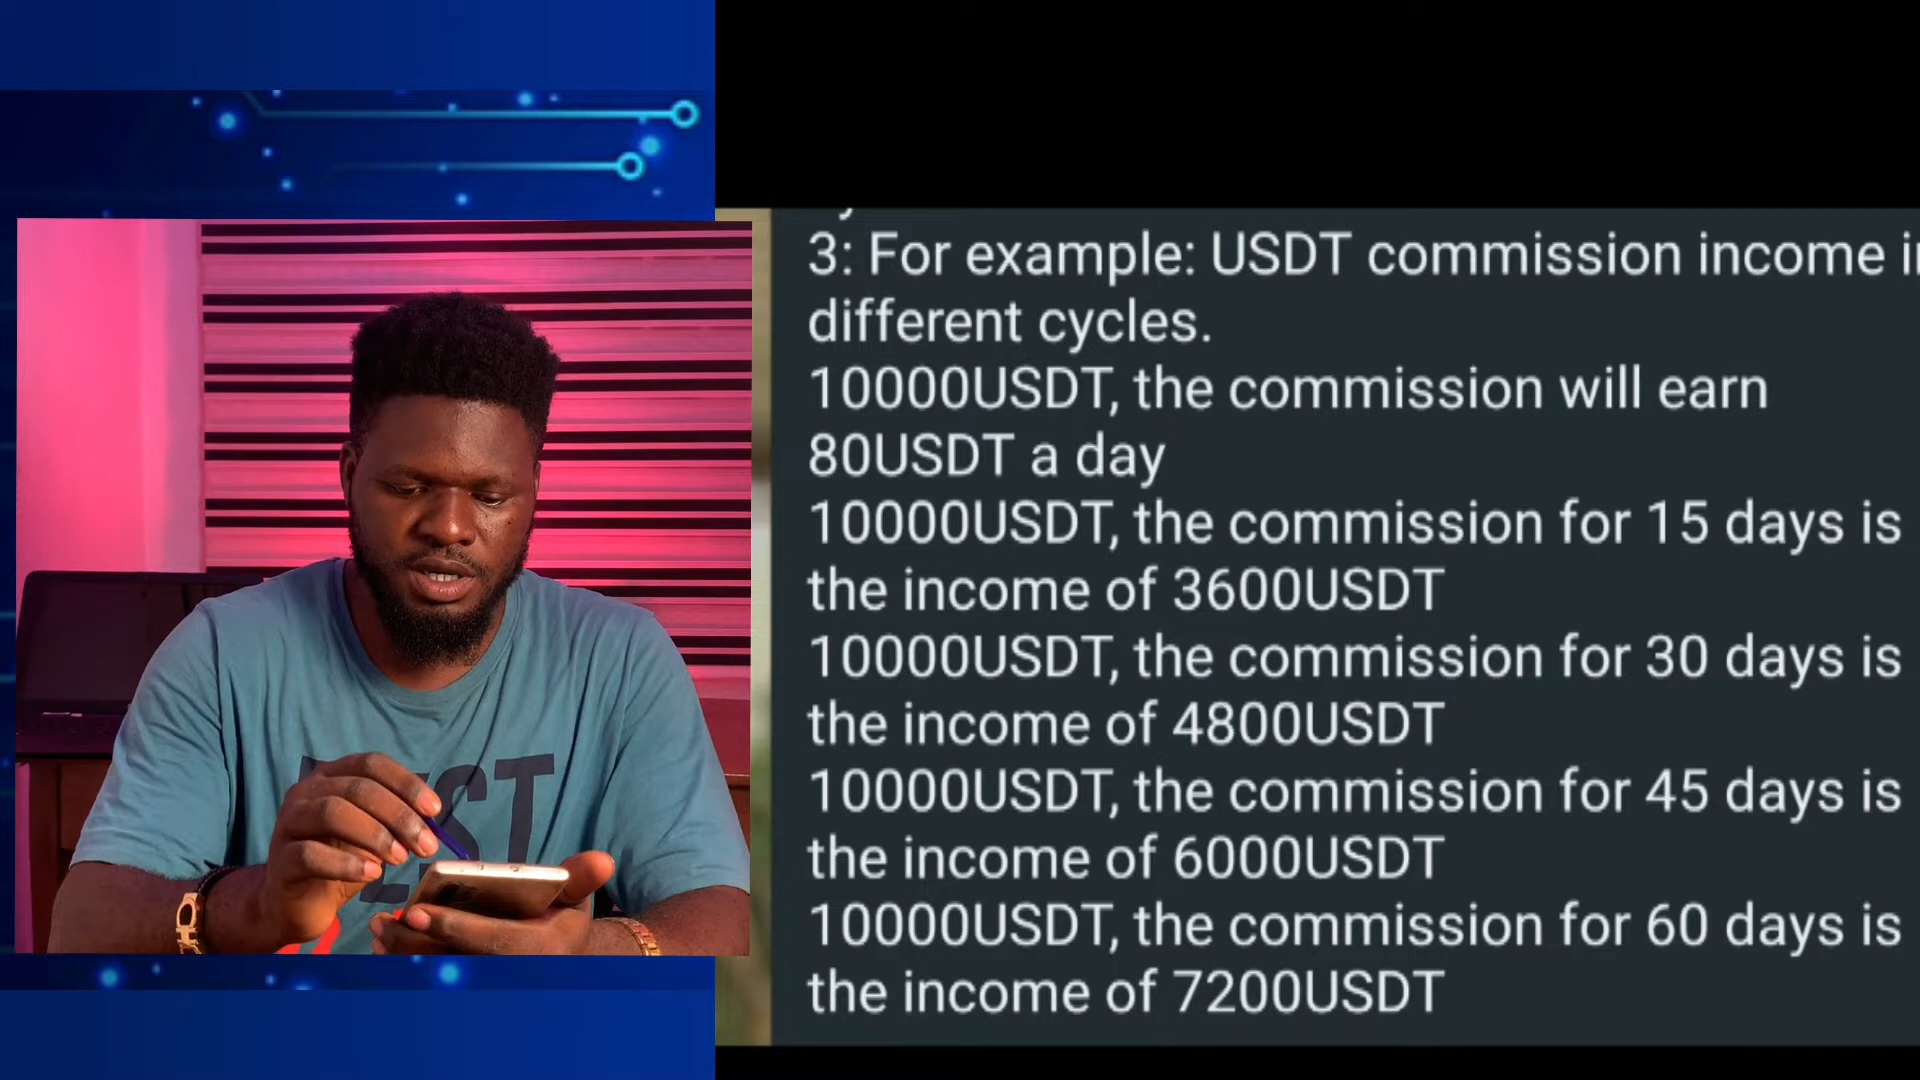 3: For example: USDT commission income
different cycles.
10000USDT, the commission will earn
80USDT a day
10000USDT, the commission for 15 days is
the income of 3600USDT
10000USDT, the commission for 30 days is
the income of 4800USDT
10000USDT, the commission for 45 days is
the income of 6000USDT
10000USDT, the commission for 60 days is
the income of 7200USDT